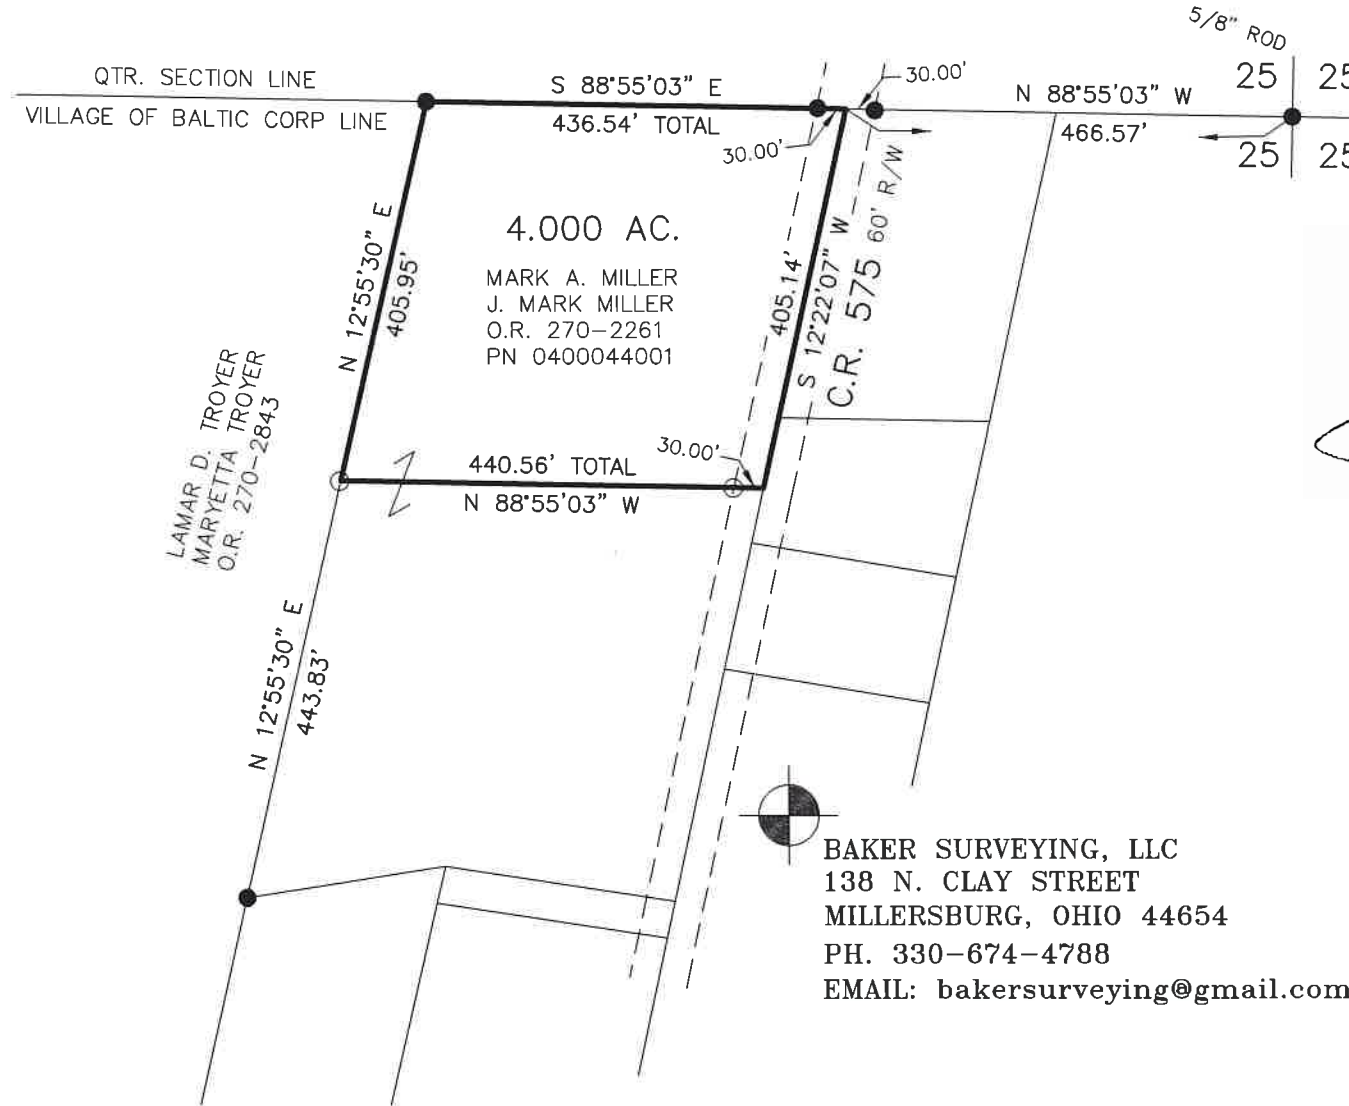 5/8" ROD
QTR. SECTION LINE
VILLAGE OF BALTIC CORP LINE
S 88°55'03" E
436.54' TOTAL
30.00'
30.00'
N 88°55'03" W
466.57'
25
25
25
25
N 12°55'30" E
405.95'
4.000 AC.
MARK A. MILLER
J. MARK MILLER
O.R. 270-2261
PN 0400044001
405.14'
S 12°22'07" W
C.R. 575 60' R/W
LAMAR D. TROYER
MARYETTA TROYER
O.R. 270-2843
30.00'
440.56' TOTAL
N 88°55'03" W
N 12°55'30" E
443.83'
BAKER SURVEYING, LLC
138 N. CLAY STREET
MILLERSBURG, OHIO 44654
PH. 330-674-4788
EMAIL: bakersurveying@gmail.com